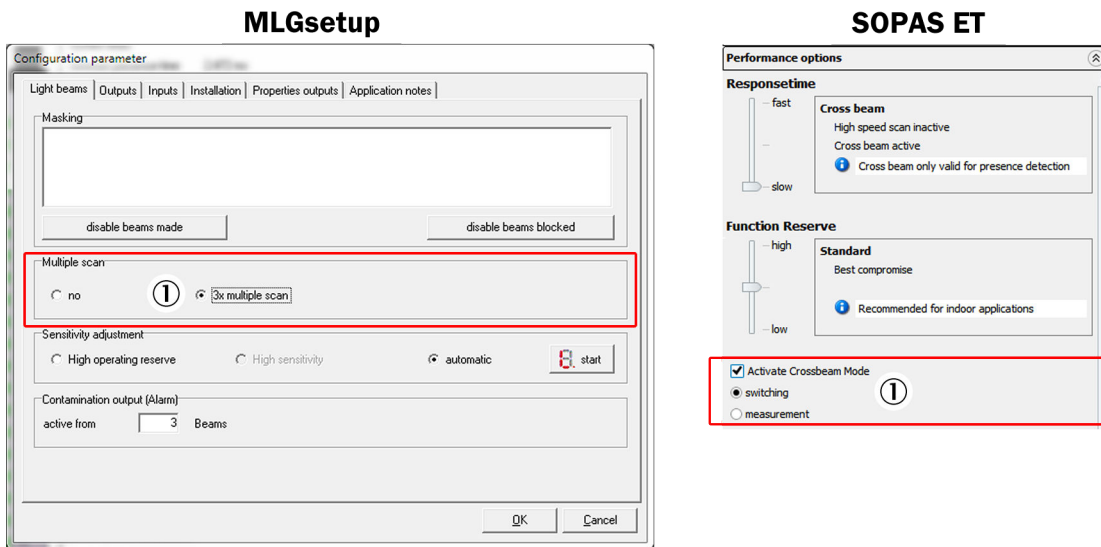 MLGsetup
Configuration parameter
Light beams Outputs Inputs Installation Properties outputs Application notes
Masking
disable beams made disable beams blocked
Multiple scan
no ① 3x multiple scan
Sensitivity adjustment
High operating reserve High sensitivity automatic start
Contamination output (Alarm)
active from 3 Beams
OK Cancel
SOPAS ET
Performance options
Responsetime
fast
slow
Cross beam
High speed scan inactive
Cross beam active
Cross beam only valid for presence detection
Function Reserve
high
low
Standard
Best compromise
Recommended for indoor applications
Activate Crossbeam Mode
switching ①
measurement